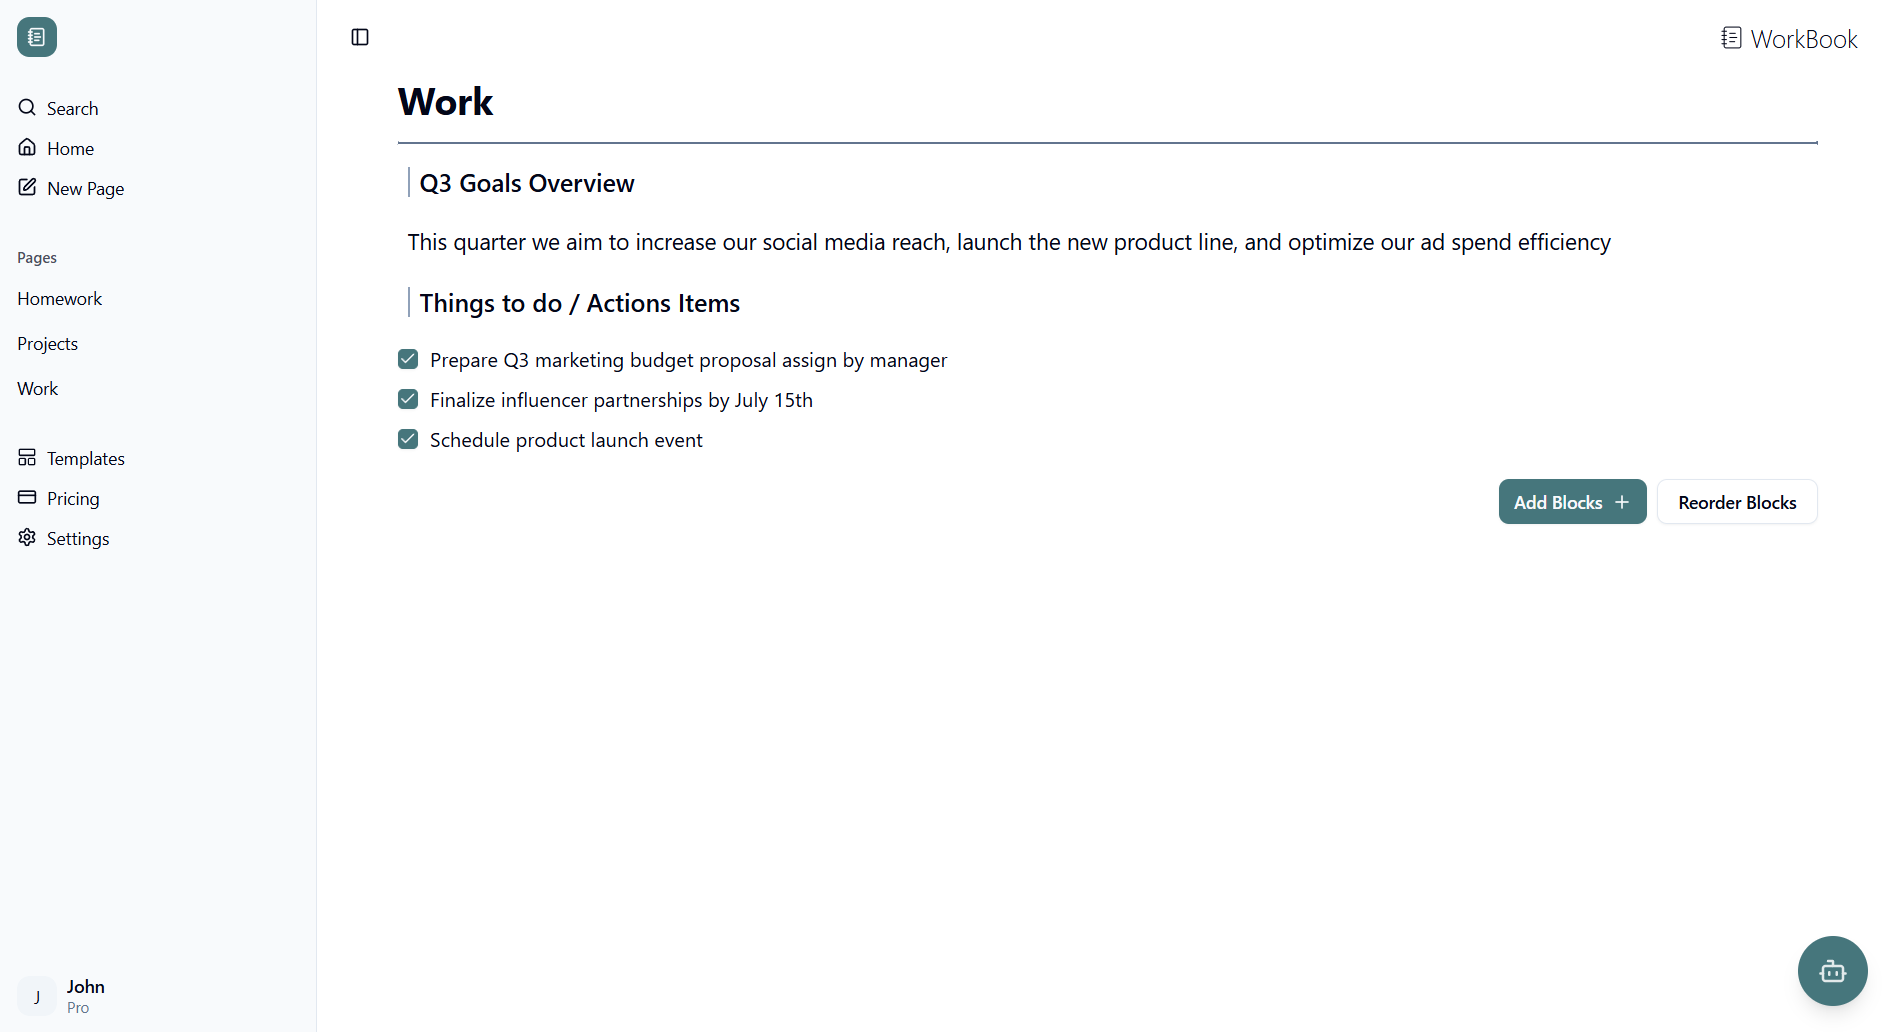 WorkBook
Search
Home
New Page
Pages
Homework
Projects
Work
Templates
Pricing
Settings
John
J
Pro
Work
Q3 Goals Overview
This quarter we aim to increase our social media reach, launch the new product line, and optimize our ad spend efficiency
Things to do / Actions Items
Prepare Q3 marketing budget proposal assign by manager
Finalize influencer partnerships by July 15th
Schedule product launch event
Add Blocks +
Reorder Blocks